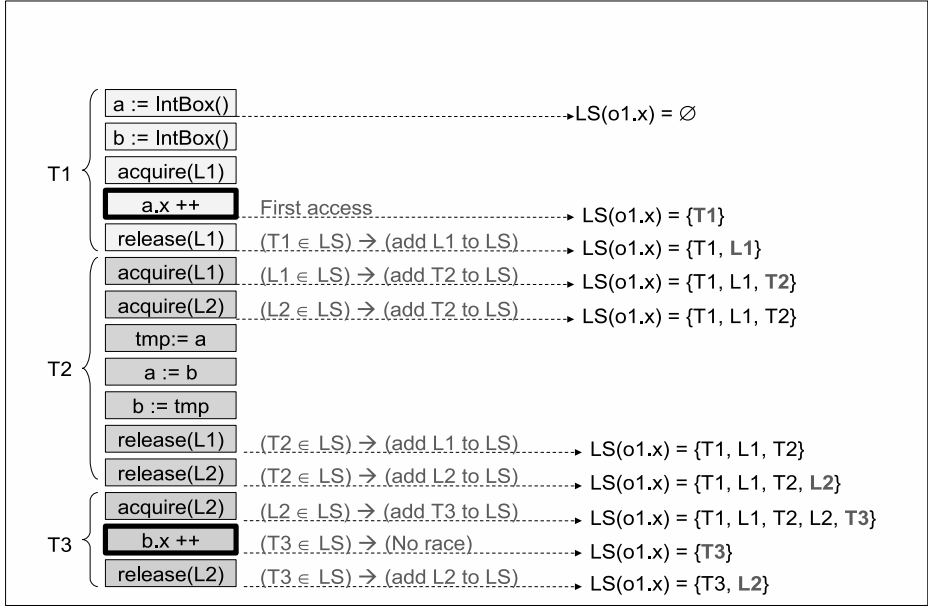 a := IntBox() LS(o1.x) = ∅
b := IntBox()
T1
acquire(L1)
a.x ++ First access LS(o1.x) = {T1}
release(L1) (T1 ∈ LS) → (add L1 to LS) LS(o1.x) = {T1, L1}
acquire(L1) (L1 ∈ LS) → (add T2 to LS) LS(o1.x) = {T1, L1, T2}
acquire(L2) (L2 ∈ LS) → (add T2 to LS) LS(o1.x) = {T1, L1, T2}
tmp:= a
T2 a := b
b := tmp
release(L1) (T2 ∈ LS) → (add L1 to LS) LS(o1.x) = {T1, L1, T2}
release(L2) (T2 ∈ LS) → (add L2 to LS) LS(o1.x) = {T1, L1, T2, L2}
acquire(L2) (L2 ∈ LS) → (add T3 to LS) LS(o1.x) = {T1, L1, T2, L2, T3}
T3 b.x ++ (T3 ∈ LS) → (No race) LS(o1.x) = {T3}
release(L2) (T3 ∈ LS) → (add L2 to LS) LS(o1.x) = {T3, L2}